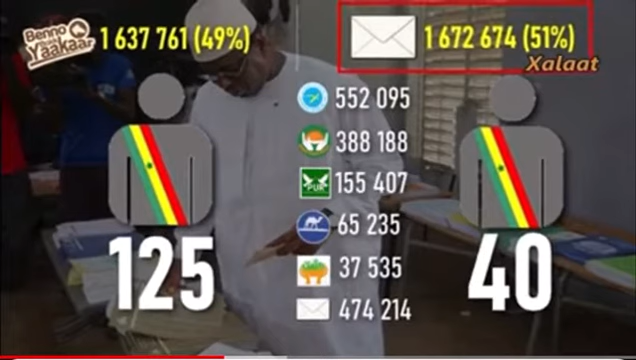 Benno
Yaakaar
1 637 761 (49%)
1 672 674 (51%)
Xalaat
552 095
388 188
PUR
155 407
65 235
37 535
474 214
125
40